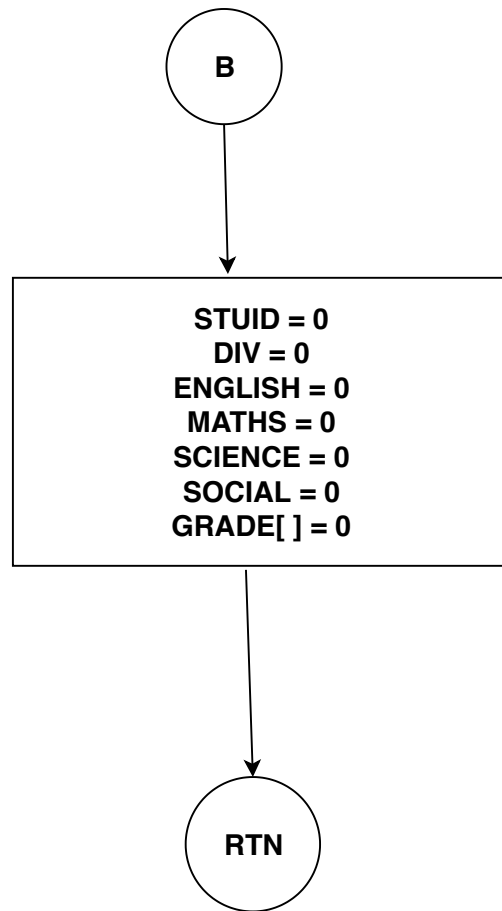 B
STUID = 0
DIV = 0
ENGLISH = 0
MATHS = 0
SCIENCE = 0
SOCIAL = 0
GRADE[ ] = 0
RTN